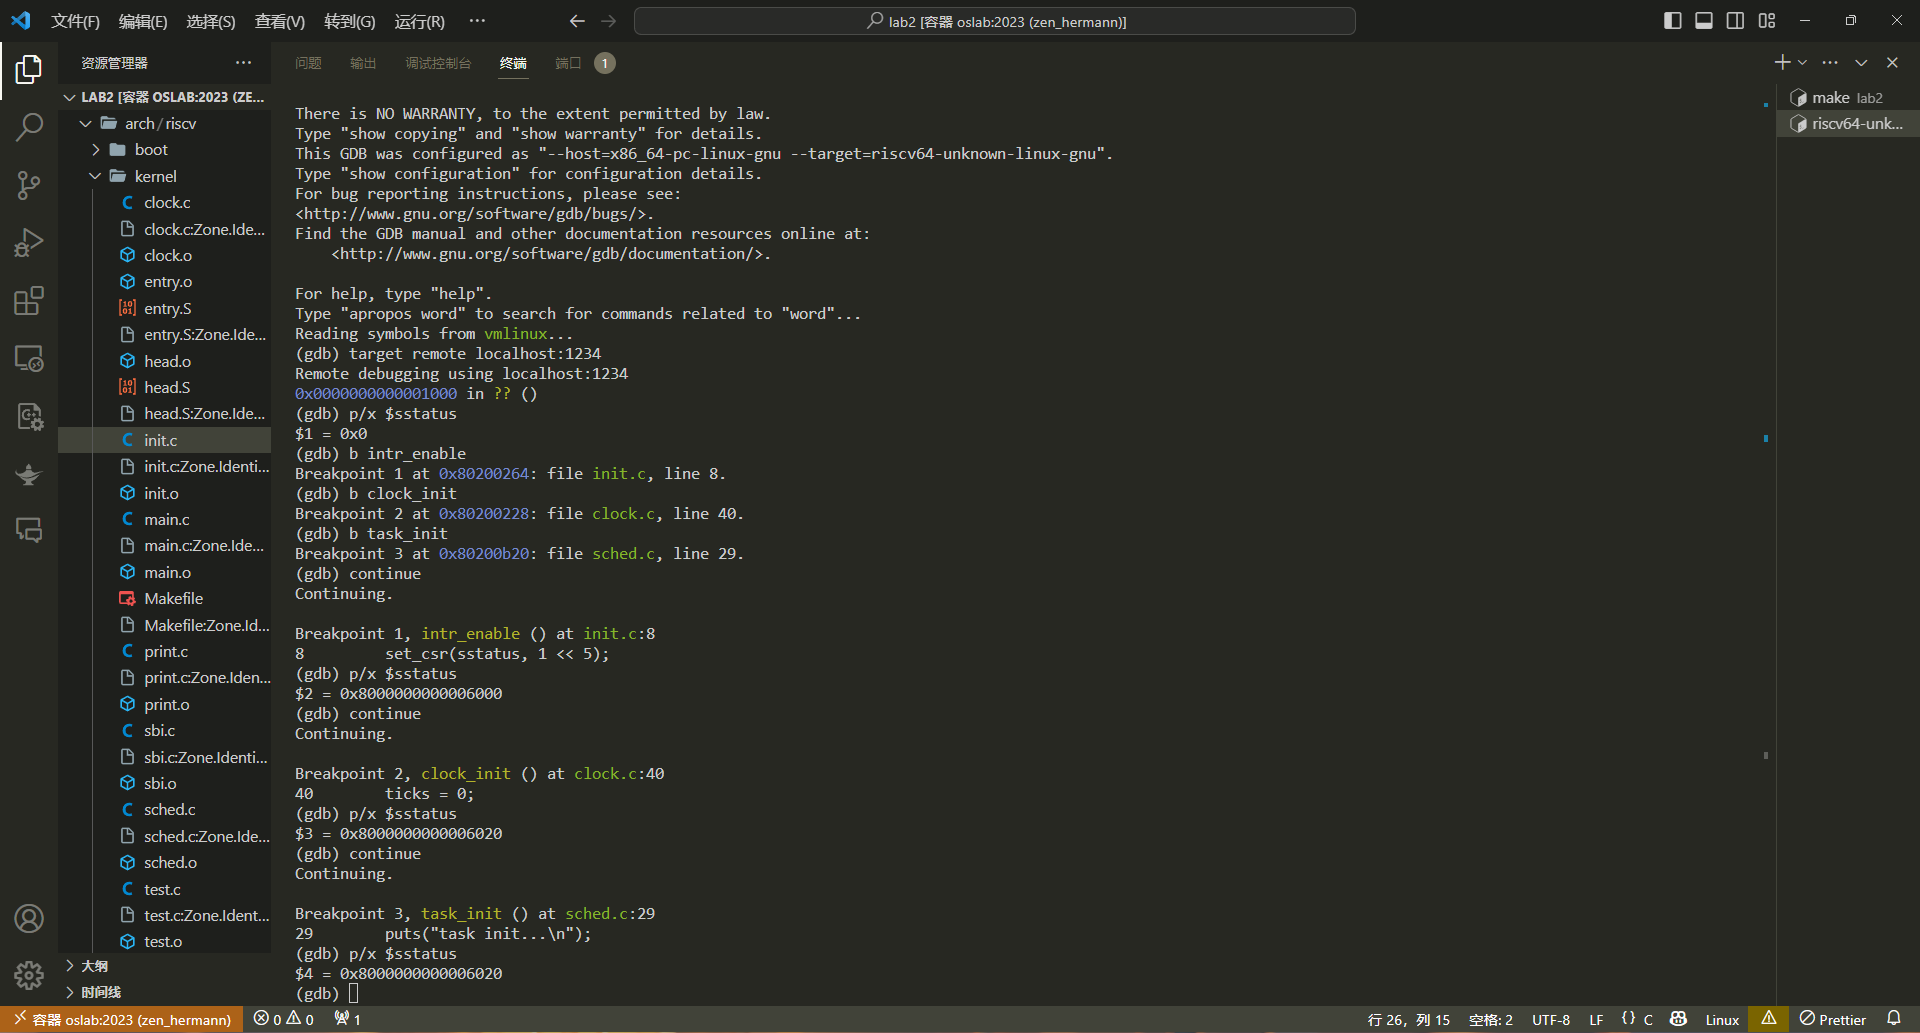 文件(F) 编辑(E) 选择(S) 查看(V) 转到(G) 运行(R) ··· lab2 [容器 oslab:2023 (zen_hermann)]
资源管理器 ···
LAB2 [容器 OSLAB:2023 (ZE...
arch/riscv
boot
kernel
clock.c
clock.c:Zone.Ide...
clock.o
entry.o
entry.S
entry.S:Zone.Ide...
head.o
head.S
head.S:Zone.Ide...
init.c
init.c:Zone.Identi...
init.o
main.c
main.c:Zone.Ide...
main.o
Makefile
Makefile:Zone.Id...
print.c
print.c:Zone.Iden...
print.o
sbi.c
sbi.c:Zone.Identi...
sbi.o
sched.c
sched.c:Zone.Ide...
sched.o
test.c
test.c:Zone.Ident...
test.o
大纲
时间线
问题 输出 调试控制台 终端 端口 1
There is NO WARRANTY, to the extent permitted by law.
Type "show copying" and "show warranty" for details.
This GDB was configured as "--host=x86_64-pc-linux-gnu --target=riscv64-unknown-linux-gnu".
Type "show configuration" for configuration details.
For bug reporting instructions, please see:
<http://www.gnu.org/software/gdb/bugs/>.
Find the GDB manual and other documentation resources online at:
    <http://www.gnu.org/software/gdb/documentation/>.
For help, type "help".
Type "apropos word" to search for commands related to "word"...
Reading symbols from vmlinux...
(gdb) target remote localhost:1234
Remote debugging using localhost:1234
0x0000000000001000 in ?? ()
(gdb) p/x $sstatus
$1 = 0x0
(gdb) b intr_enable
Breakpoint 1 at 0x80200264: file init.c, line 8.
(gdb) b clock_init
Breakpoint 2 at 0x80200228: file clock.c, line 40.
(gdb) b task_init
Breakpoint 3 at 0x80200b20: file sched.c, line 29.
(gdb) continue
Continuing.
Breakpoint 1, intr_enable () at init.c:8
8         set_csr(sstatus, 1 << 5);
(gdb) p/x $sstatus
$2 = 0x8000000000006000
(gdb) continue
Continuing.
Breakpoint 2, clock_init () at clock.c:40
40        ticks = 0;
(gdb) p/x $sstatus
$3 = 0x8000000000006020
(gdb) continue
Continuing.
Breakpoint 3, task_init () at sched.c:29
29        puts("task init...\n");
(gdb) p/x $sstatus
$4 = 0x8000000000006020
(gdb)
make lab2
riscv64-unk...
容器 oslab:2023 (zen_hermann) 0 0 1 行 26，列 15 空格: 2 UTF-8 LF {} C Linux Prettier